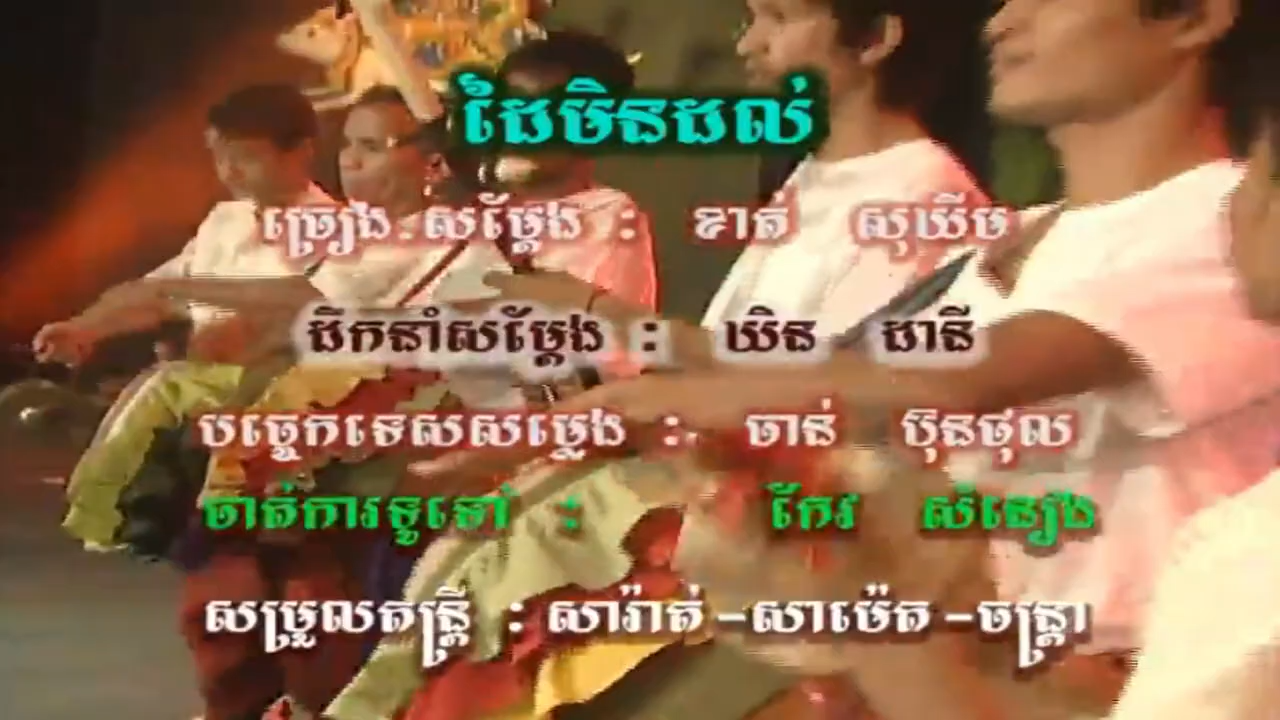 ដៃមិនដល់
ច្រៀង.សម្ដែង : ខាត់ សុឃីម
ដឹកនាំសម្ដែង : ឃិន ដានី
បច្ចេកទេសសម្លេង : ចាន់ ប៊ុនផុល
ចាត់ការទូទៅ : កែវ សំនៀង
សម្រួលតន្ត្រី : សារ៉ាត់ -សាម៉េត -ចន្ត្រា